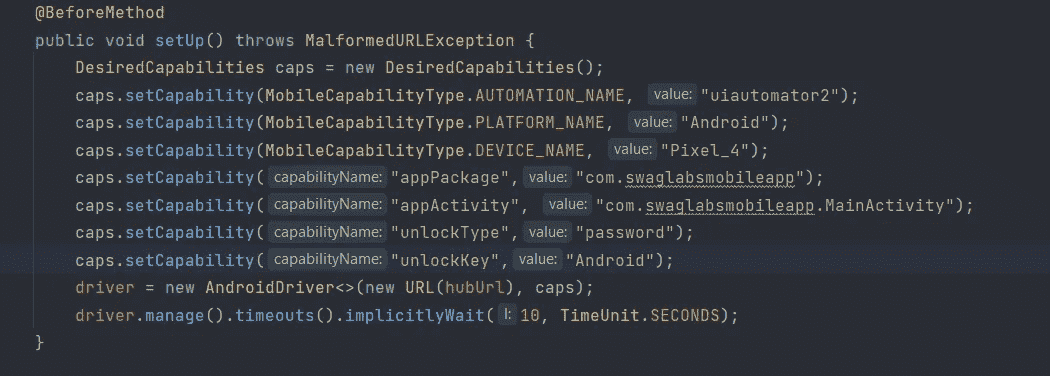 @BeforeMethod
public void setUp() throws MalformedURLException {
DesiredCapabilities caps = new DesiredCapabilities();
caps.setCapability(MobileCapabilityType.AUTOMATION_NAME, value: "uiautomator2");
caps.setCapability(MobileCapabilityType.PLATFORM_NAME, value: "Android");
caps.setCapability(MobileCapabilityType.DEVICE_NAME, value: "Pixel_4");
caps.setCapability( capabilityName: "appPackage", value: "com.swaglabsmobileapp");
caps.setCapability( capabilityName: "appActivity", value: "com.swaglabsmobileapp.MainActivity");
caps.setCapability( capabilityName: "unlockType", value: "password");
caps.setCapability( capabilityName: "unlockKey", value: "Android");
driver = new AndroidDriver<>(new URL(hubUrl), caps);
driver.manage().timeouts().implicitlyWait( l: 10, TimeUnit.SECONDS);
}